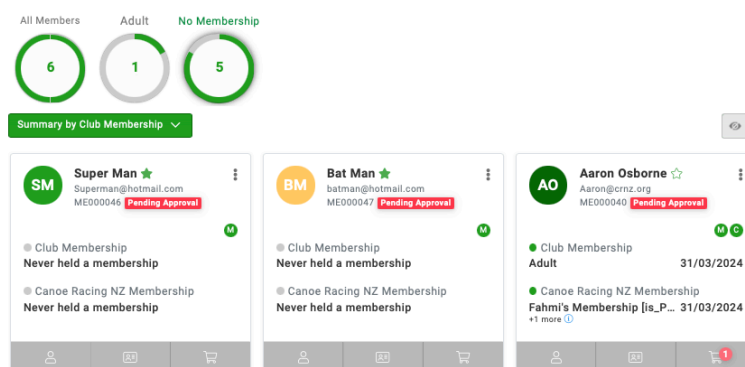 All Members Adult No Membership
6 1 5
Summary by Club Membership
SM Super Man
Superman@hotmail.com
ME000046 Pending Approval
M
Club Membership
Never held a membership
Canoe Racing NZ Membership
Never held a membership
BM Bat Man
batman@hotmail.com
ME000047 Pending Approval
M
Club Membership
Never held a membership
Canoe Racing NZ Membership
Never held a membership
AO Aaron Osborne
Aaron@crnz.org
ME000040 Pending Approval
M C
Club Membership
Adult 31/03/2024
Canoe Racing NZ Membership
Fahmi's Membership [is_P... 31/03/2024
+1 more
1